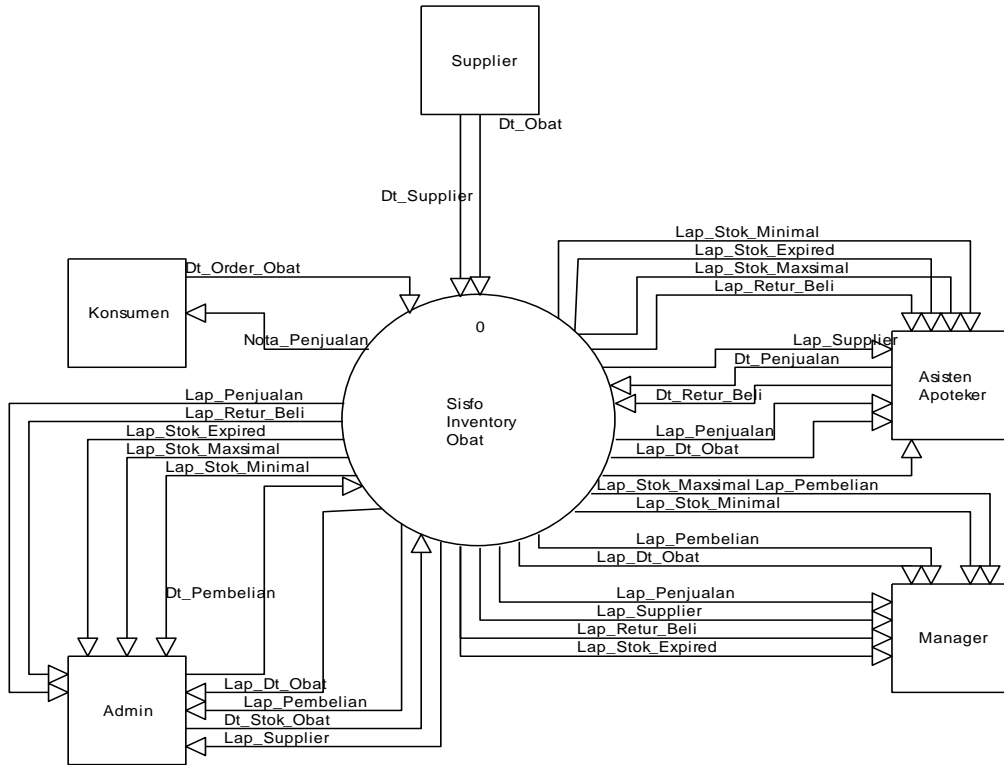 Supplier
Dt_Obat
Dt_Supplier
Lap_Stok_Minimal
Lap_Stok_Expired
Lap_Stok_Maxsimal
Lap_Retur_Beli
Dt_Order_Obat
Konsumen
Nota_Penjualan
0
Sisfo
Inventory
Obat
Lap_Supplier
Dt_Penjualan
Dt_Retur_Beli
Asisten
Apoteker
Lap_Penjualan
Lap_Dt_Obat
Lap_Penjualan
Lap_Retur_Beli
Lap_Stok_Expired
Lap_Stok_Maxsimal
Lap_Stok_Minimal
Lap_Stok_Maxsimal Lap_Pembelian
Lap_Stok_Minimal
Lap_Pembelian
Lap_Dt_Obat
Dt_Pembelian
Lap_Penjualan
Lap_Supplier
Lap_Retur_Beli
Lap_Stok_Expired
Manager
Admin
Lap_Dt_Obat
Lap_Pembelian
Dt_Stok_Obat
Lap_Supplier